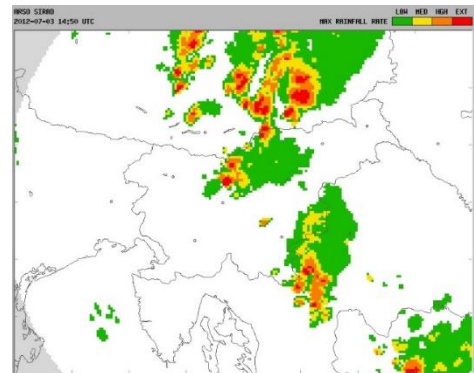 ARSO SIRAD
2012-07-03 14:50 UTC
LOW MED HGH EXT
MAX RAINFALL RATE